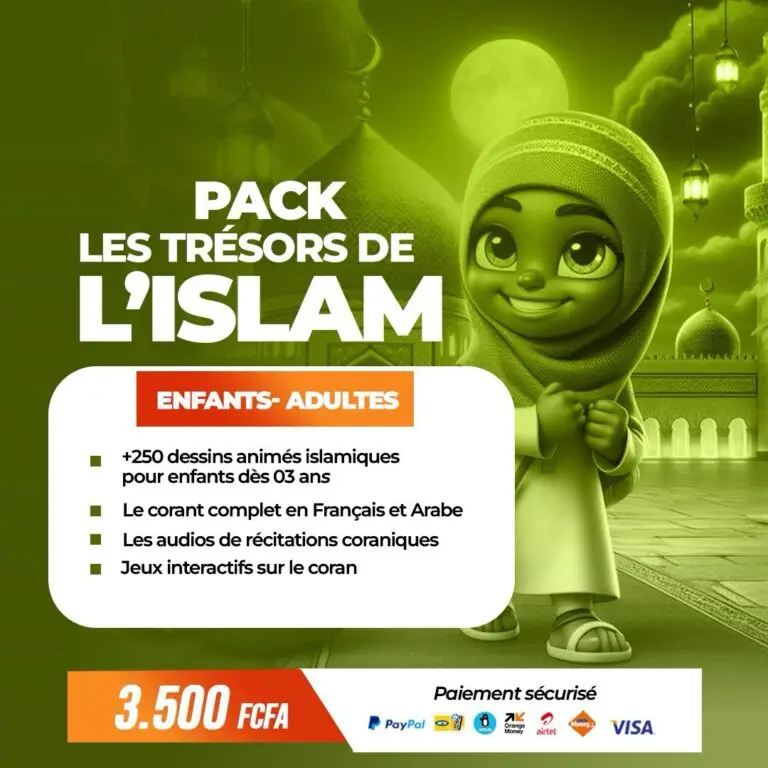 PACK
LES TRÉSORS DE
L'ISLAM
ENFANTS- ADULTES
+250 dessins animés islamiques
pour enfants dès 03 ans
Le corant complet en Français et Arabe
Les audios de récitations coraniques
Jeux interactifs sur le coran
3.500 FCFA
Paiement sécurisé
PayPal
Orange
Money
airtel
VISA